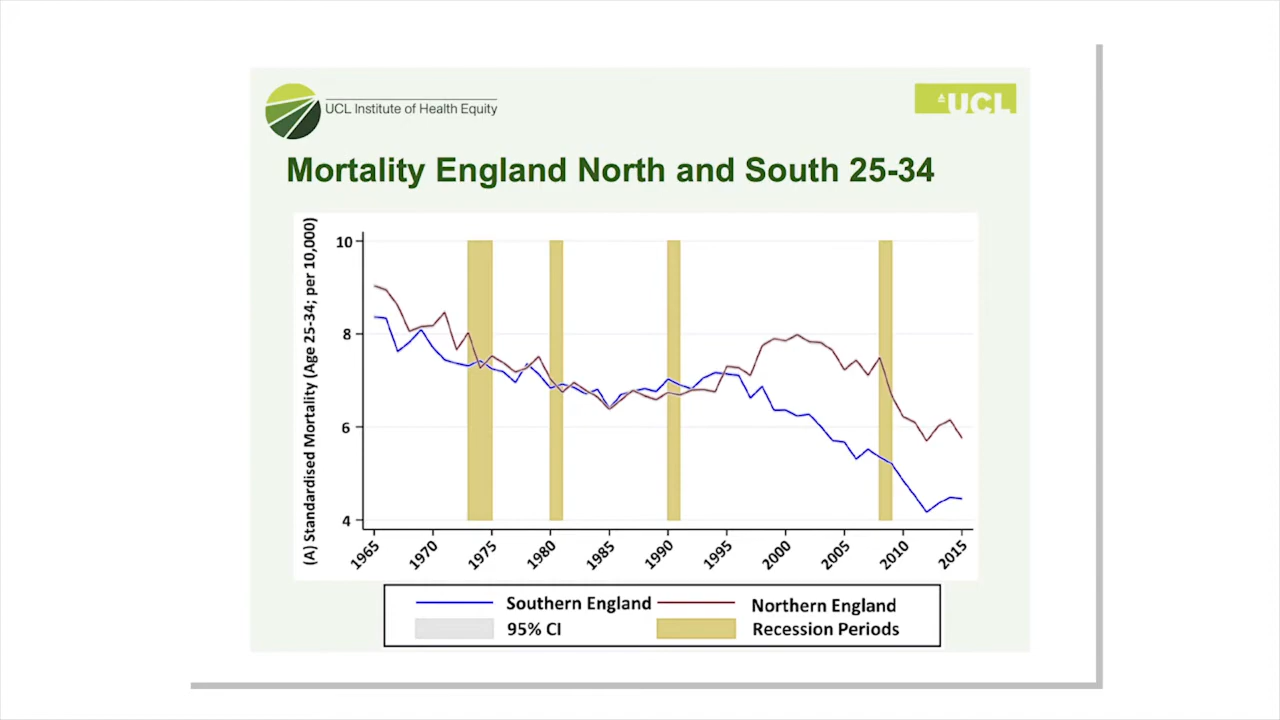 UCL Institute of Health Equity
UCL
Mortality England North and South 25-34
(A) Standardised Mortality (Age 25-34; per 10,000)
10
8
6
4
1965 1970 1975 1980 1985 1990 1995 2000 2005 2010 2015
Southern England Northern England
95% CI Recession Periods